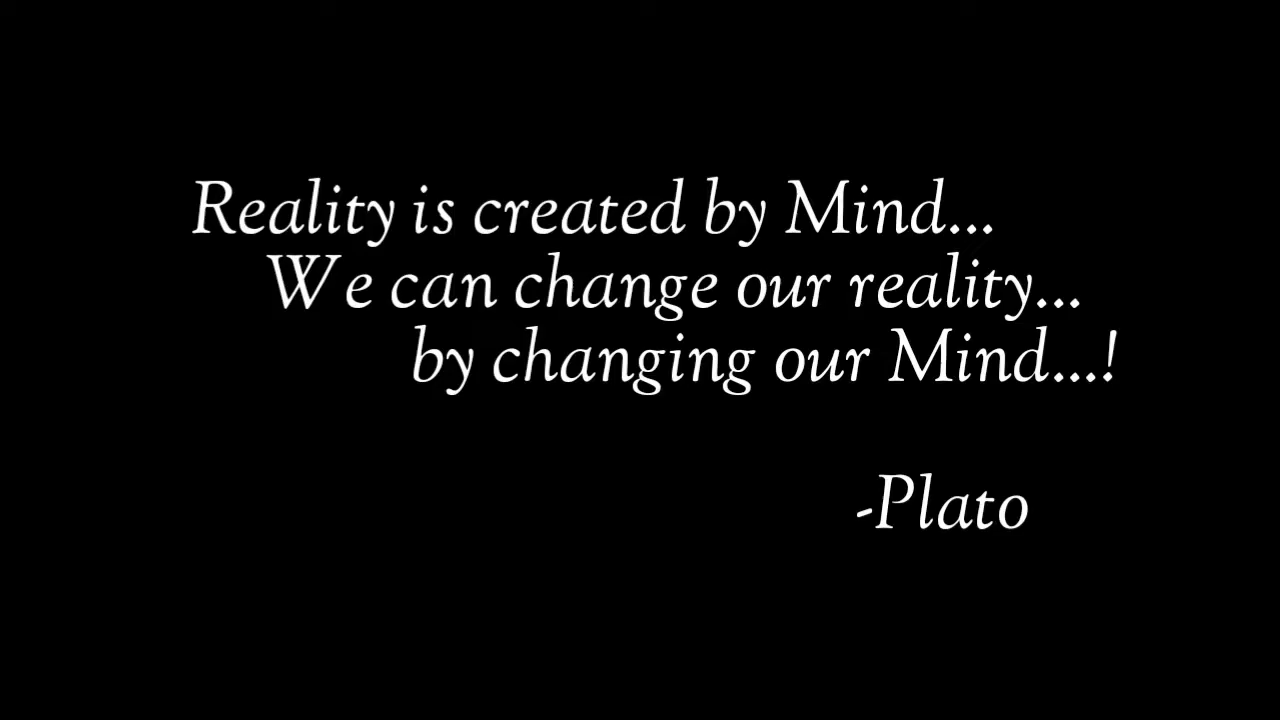 Reality is created by Mind...
We can change our reality...
by changing our Mind...!
-Plato